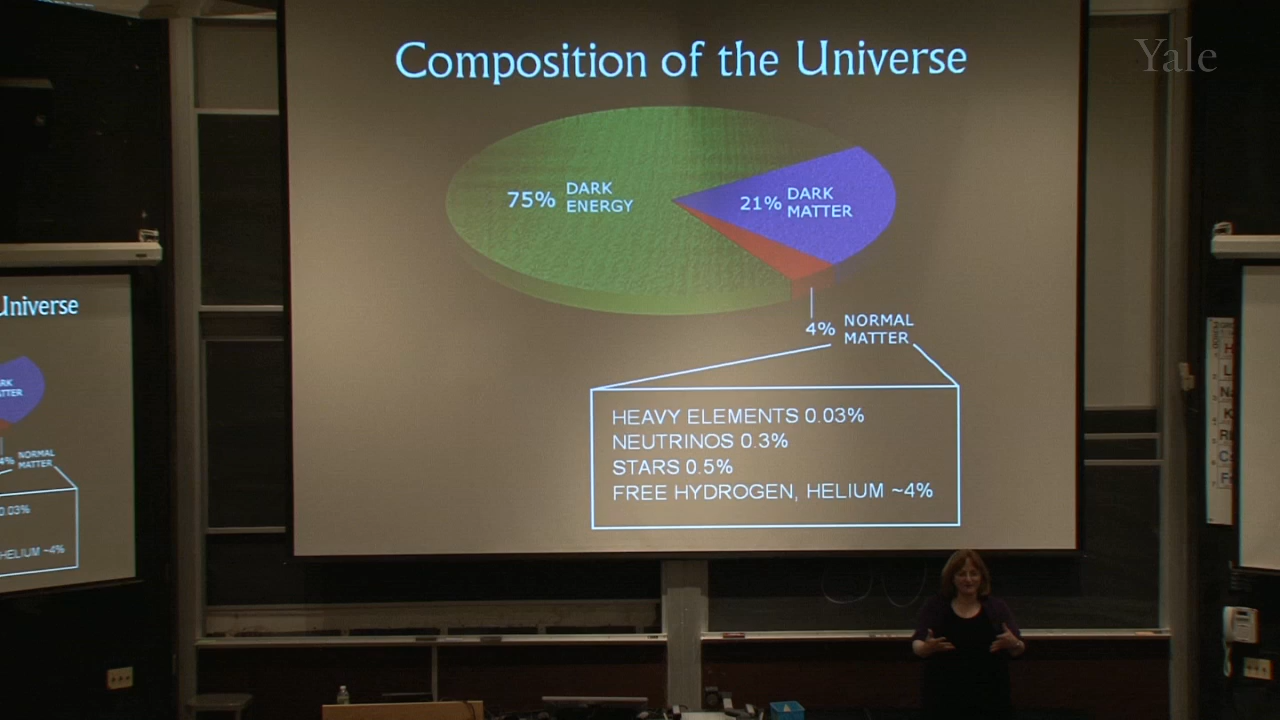 Composition of the Universe
Yale
75% DARK ENERGY
21% DARK MATTER
4% NORMAL MATTER
HEAVY ELEMENTS 0.03%
NEUTRINOS 0.3%
STARS 0.5%
FREE HYDROGEN, HELIUM ~4%
Universe
NORMAL
MATTER
0.03%
HELIUM ~4%